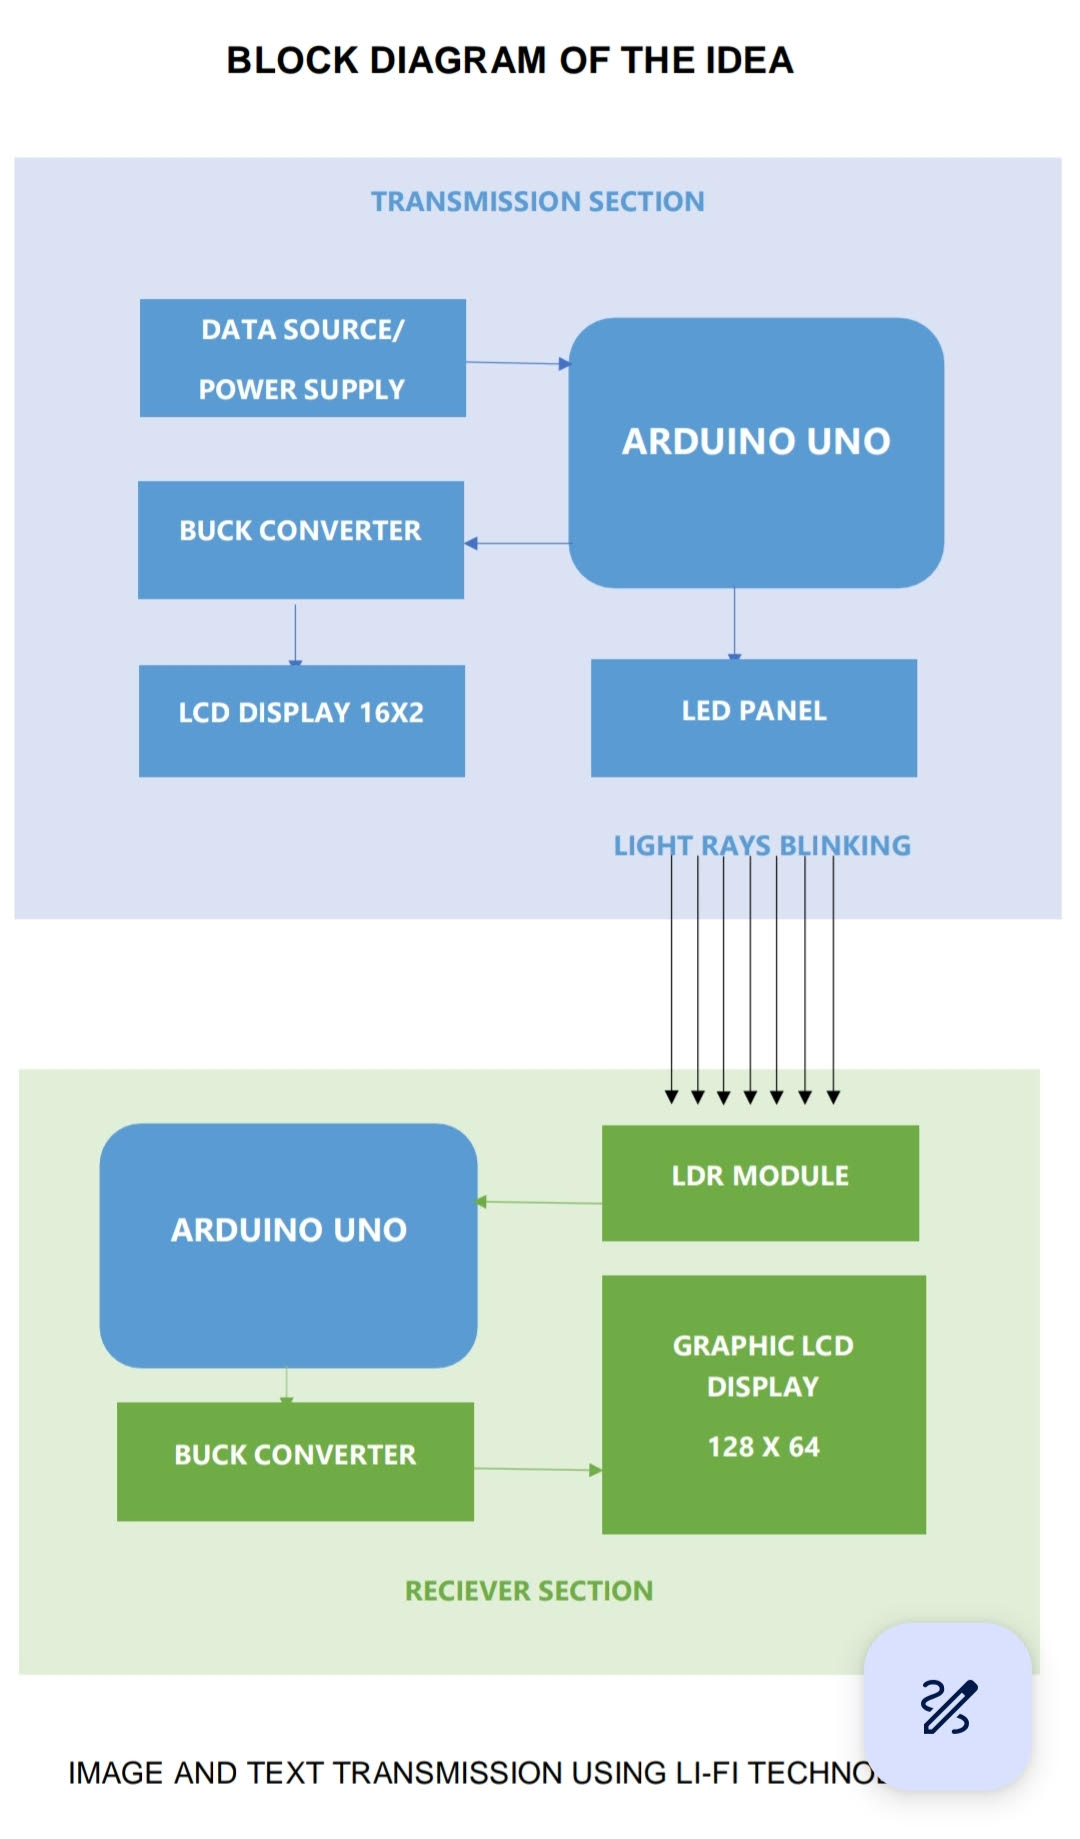 BLOCK DIAGRAM OF THE IDEA
TRANSMISSION SECTION
DATA SOURCE/
POWER SUPPLY
ARDUINO UNO
BUCK CONVERTER
LCD DISPLAY 16X2
LED PANEL
LIGHT RAYS BLINKING
LDR MODULE
ARDUINO UNO
GRAPHIC LCD
DISPLAY
128 X 64
BUCK CONVERTER
RECIEVER SECTION
IMAGE AND TEXT TRANSMISSION USING LI-FI